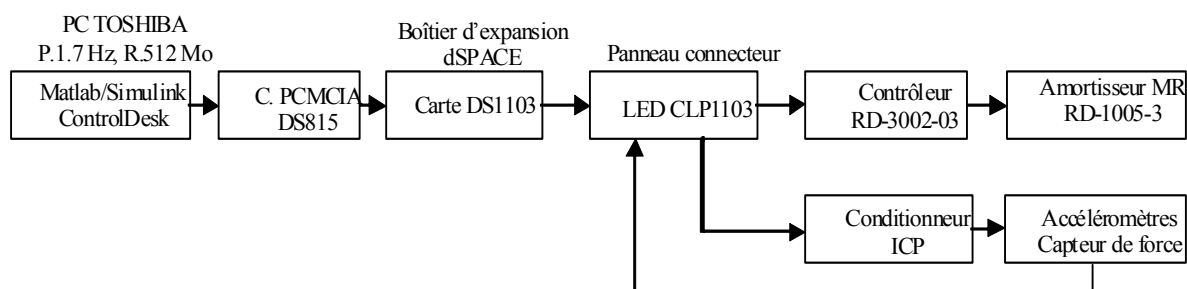 PC TOSHIBA
P.1.7 Hz, R.512 Mo
Matlab/Simulink
ControlDesk
C. PCMCIA
DS815
Boîtier d'expansion
dSPACE
Carte DS1103
Panneau connecteur
LED CLP1103
Contrôleur
RD-3002-03
Amortisseur MR
RD-1005-3
Conditionneur
ICP
Accéléromètres
Capteur de force